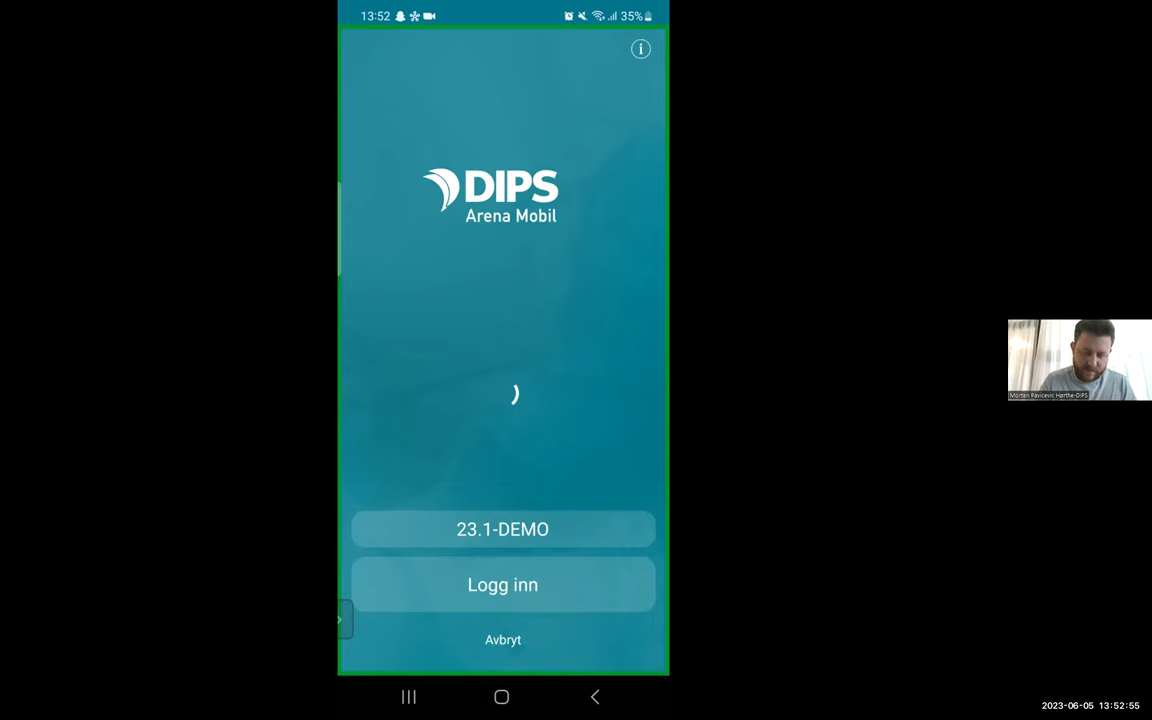 13:52
35%
i
DIPS
Arena Mobil
23.1-DEMO
Logg inn
Avbryt
Morten Pavicevic Hørthe-DIPS
2023-06-05 13:52:55